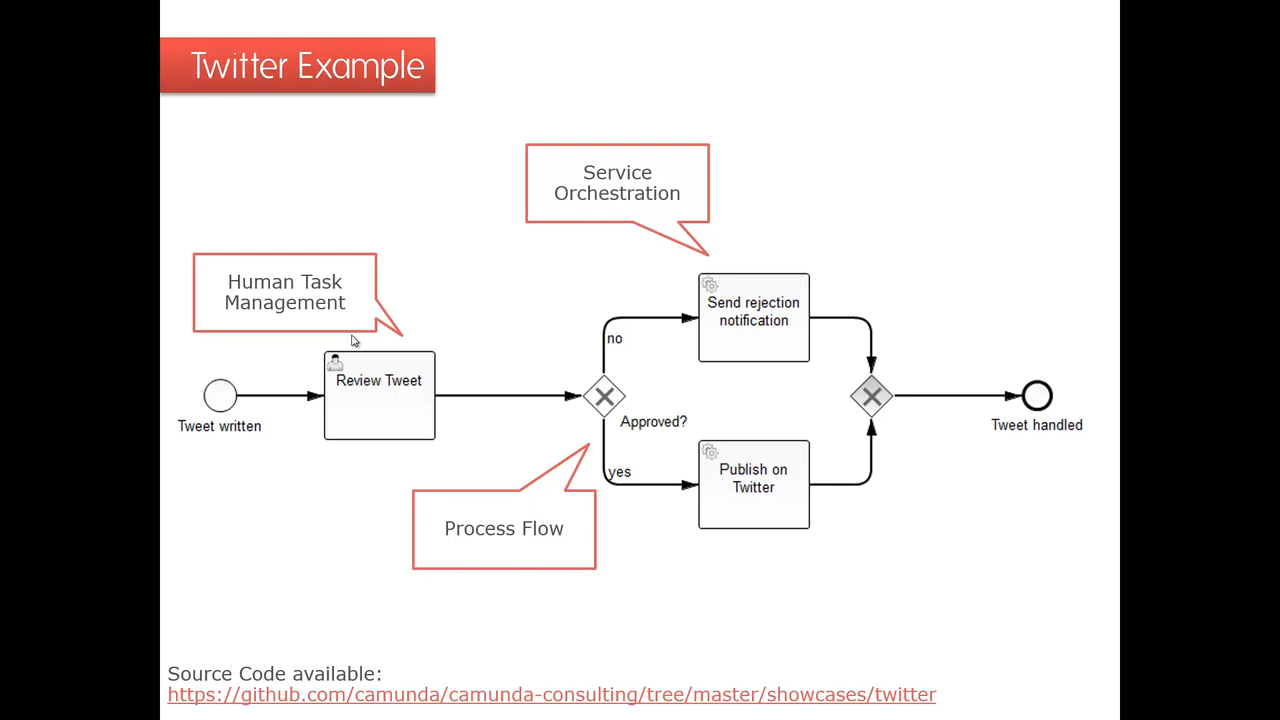 Twitter Example
Service
Orchestration
Human Task
Management
Send rejection
notification
no
Review Tweet
Tweet written
Approved?
Tweet handled
yes
Publish on
Twitter
Process Flow
Source Code available:
https://github.com/camunda/camunda-consulting/tree/master/showcases/twitter